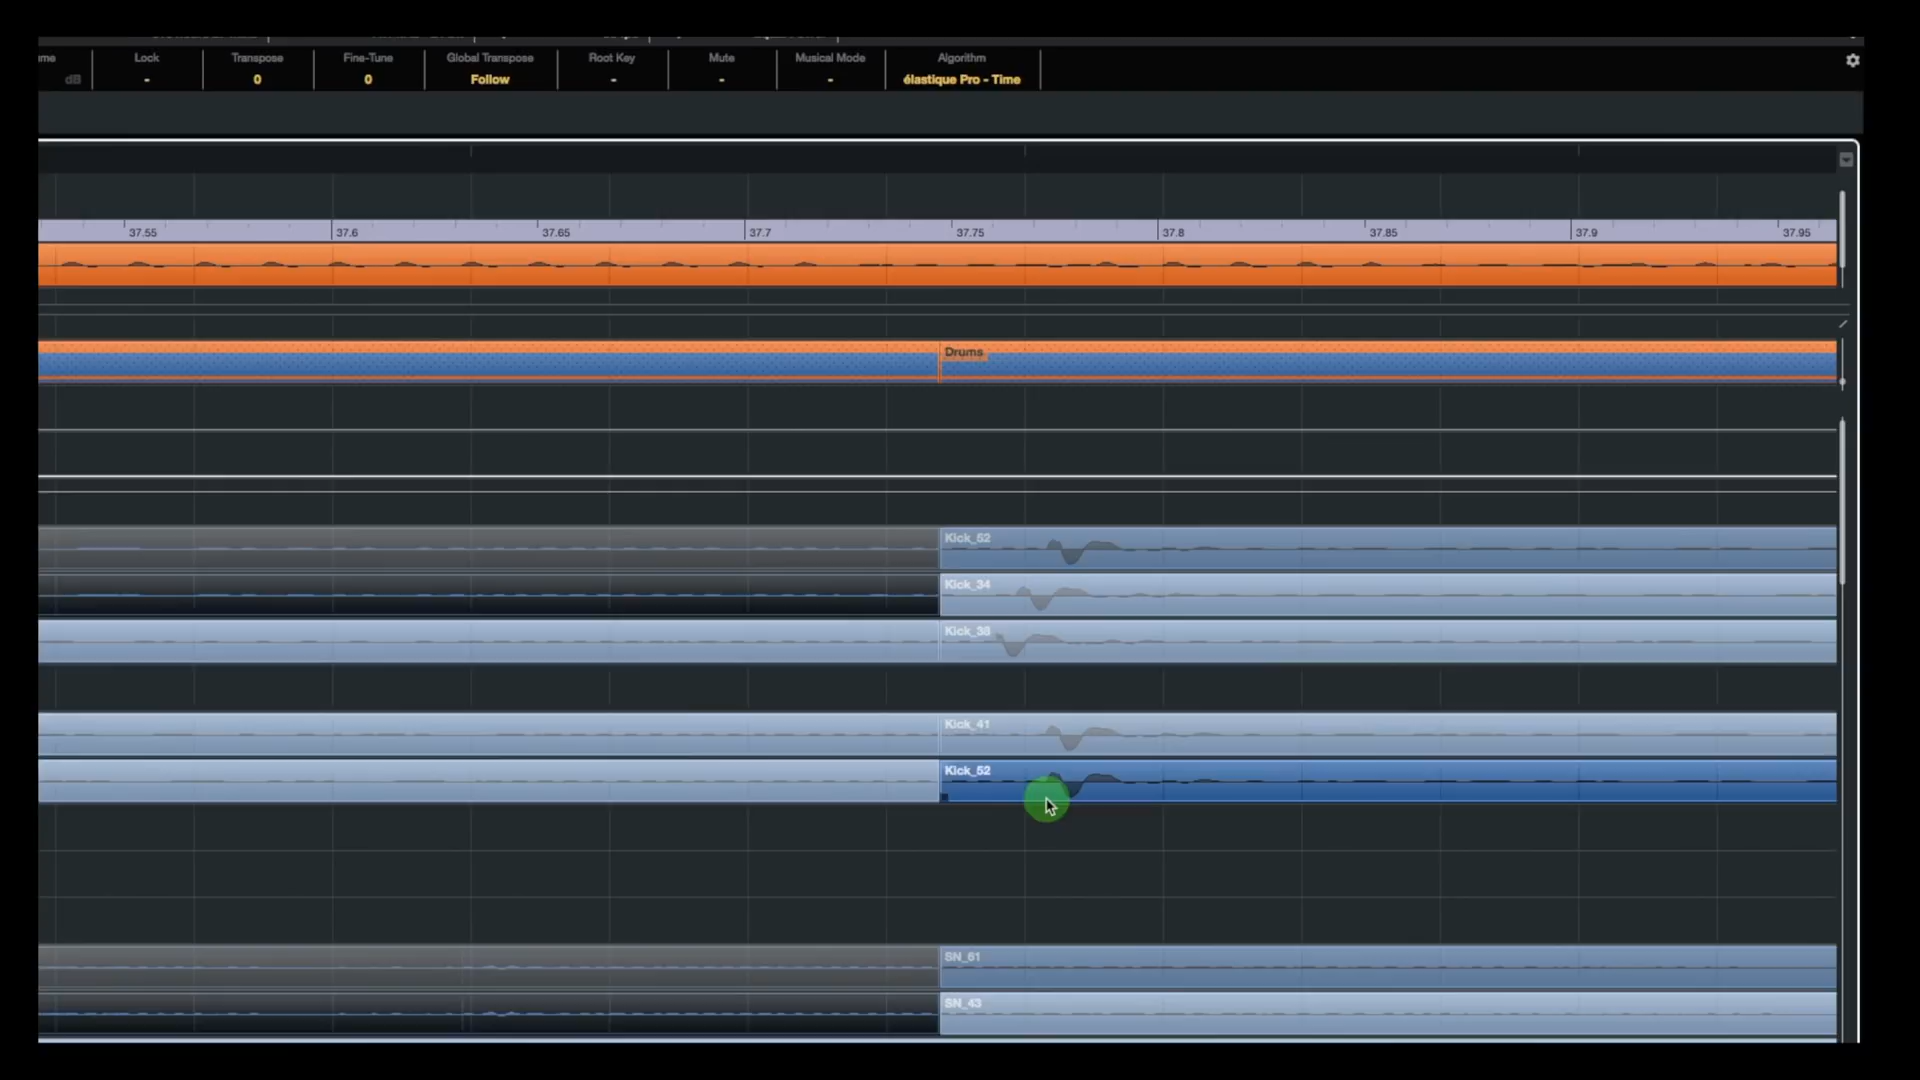 me Lock Transpose Fine-Tune Global Transpose Root Key Mute Musical Mode Algorithm
dB - 0 0 Follow - - - élastique Pro - Time
37.55 37.6 37.65 37.7 37.75 37.8 37.85 37.9 37.95
Drums
Kick_52
Kick_34
Kick_38
Kick_41
Kick_52
SN_61
SN_43